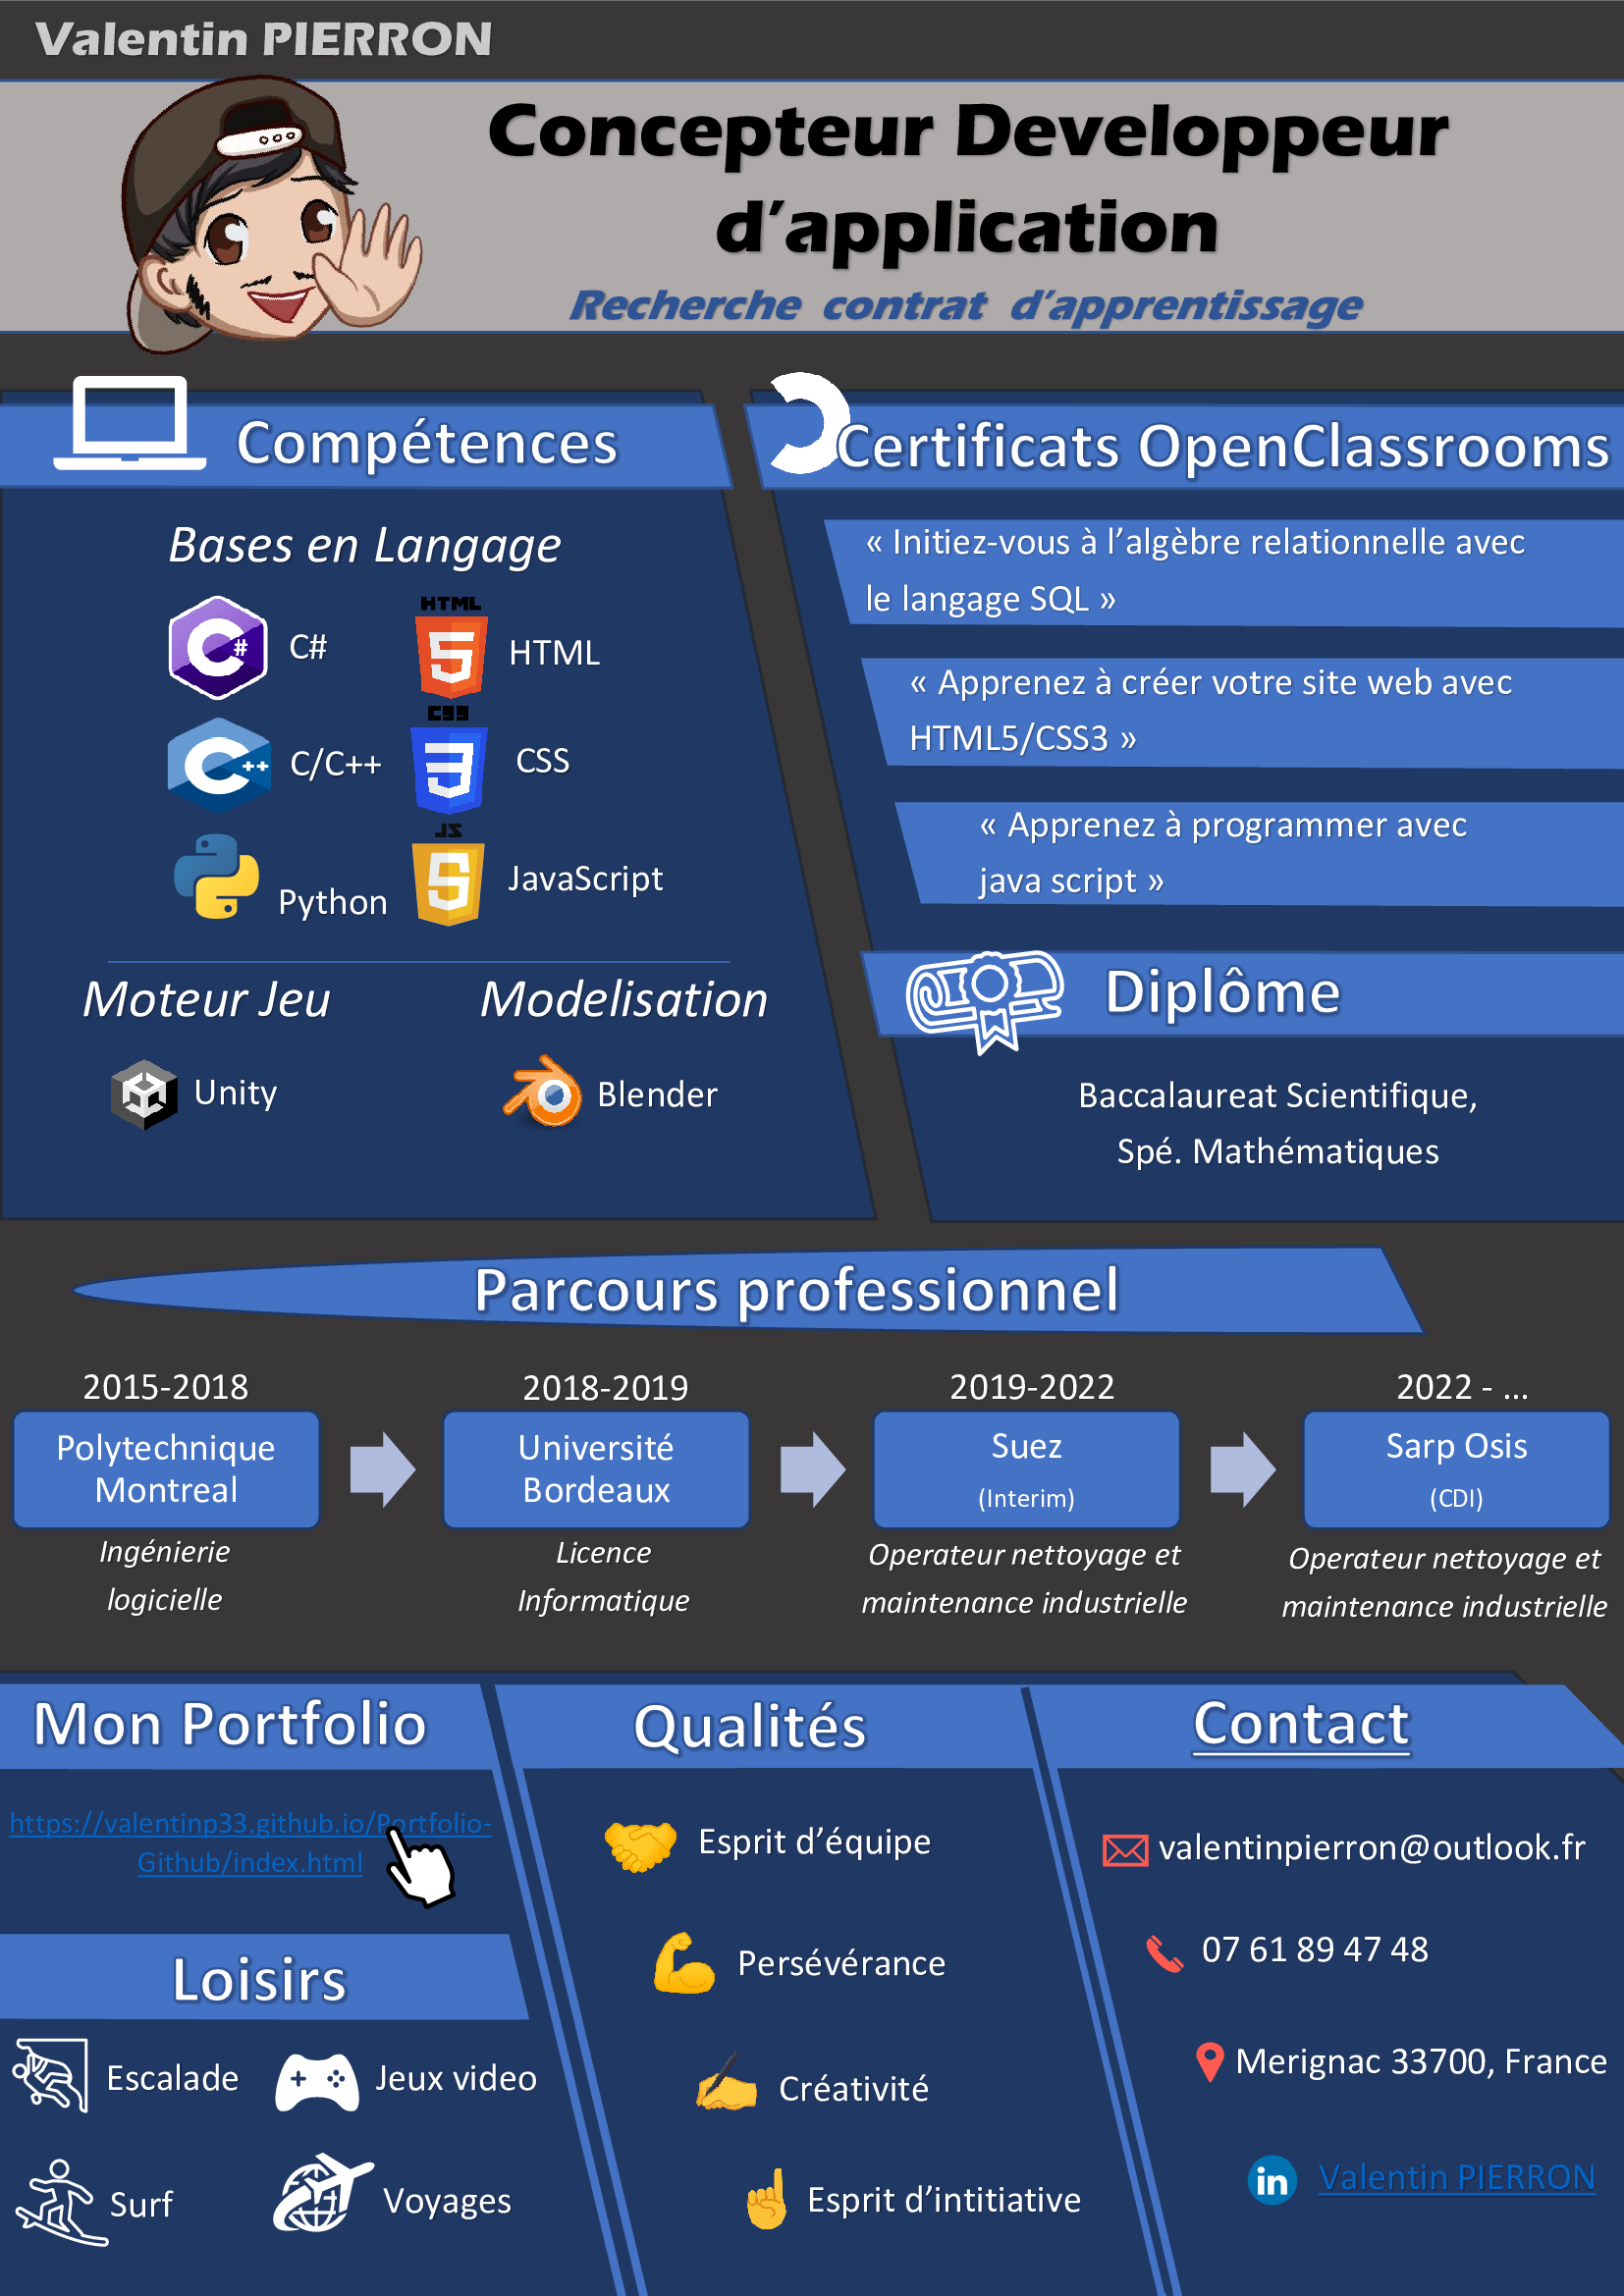 Valentin PIERRON
Concepteur Developpeur
d'application
Recherche contrat d'apprentissage
Compétences
Bases en Langage
C#
HTML
HTML
C/C++
CSS
CSS
Python
JS
JavaScript
Moteur Jeu
Modelisation
Unity
Blender
Certificats OpenClassrooms
« Initiez-vous à l'algèbre relationnelle avec
le langage SQL »
« Apprenez à créer votre site web avec
HTML5/CSS3 »
« Apprenez à programmer avec
java script »
Diplôme
Baccalaureat Scientifique,
Spé. Mathématiques
Parcours professionnel
2015-2018
Polytechnique
Montreal
Ingénierie
logicielle
2018-2019
Université
Bordeaux
Licence
Informatique
2019-2022
Suez
(Interim)
Operateur nettoyage et
maintenance industrielle
2022 - ...
Sarp Osis
(CDI)
Operateur nettoyage et
maintenance industrielle
Mon Portfolio
https://valentinp33.github.io/Portfolio-
Github/index.html
Loisirs
Escalade
Jeux video
Surf
Voyages
Qualités
Esprit d'équipe
Persévérance
Créativité
Esprit d'intitiative
Contact
valentinpierron@outlook.fr
07 61 89 47 48
Merignac 33700, France
in Valentin PIERRON